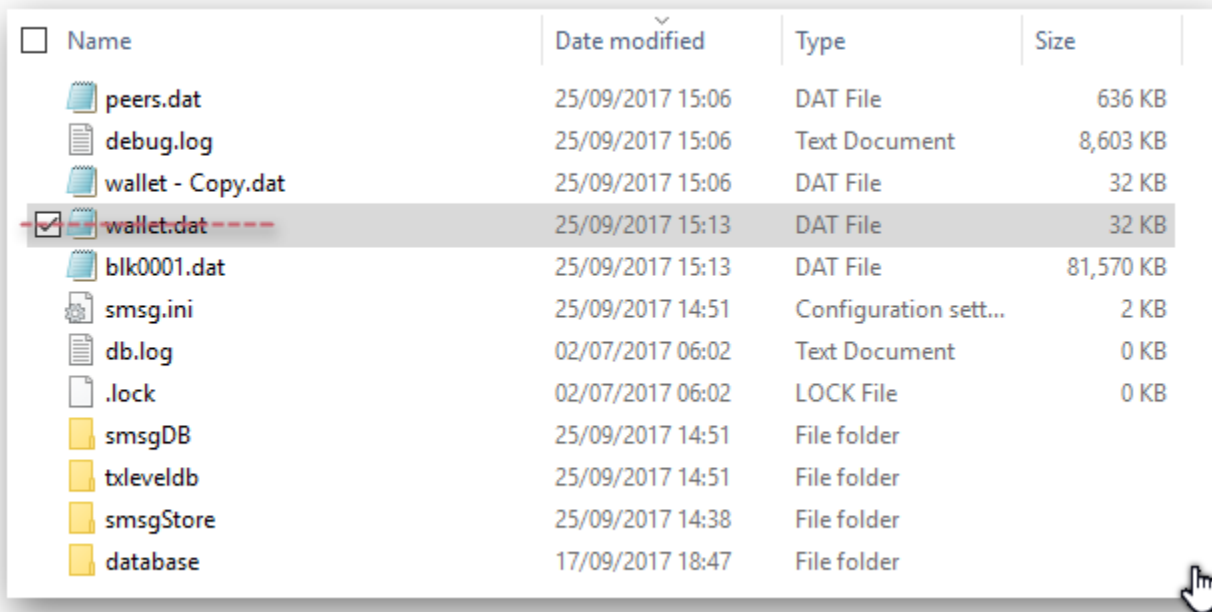 Name Date modified Type Size
peers.dat 25/09/2017 15:06 DAT File 636 KB
debug.log 25/09/2017 15:06 Text Document 8,603 KB
wallet - Copy.dat 25/09/2017 15:06 DAT File 32 KB
wallet.dat 25/09/2017 15:13 DAT File 32 KB
blk0001.dat 25/09/2017 15:13 DAT File 81,570 KB
smsg.ini 25/09/2017 14:51 Configuration sett... 2 KB
db.log 02/07/2017 06:02 Text Document 0 KB
.lock 02/07/2017 06:02 LOCK File 0 KB
smsgDB 25/09/2017 14:51 File folder
txleveldb 25/09/2017 14:51 File folder
smsgStore 25/09/2017 14:38 File folder
database 17/09/2017 18:47 File folder